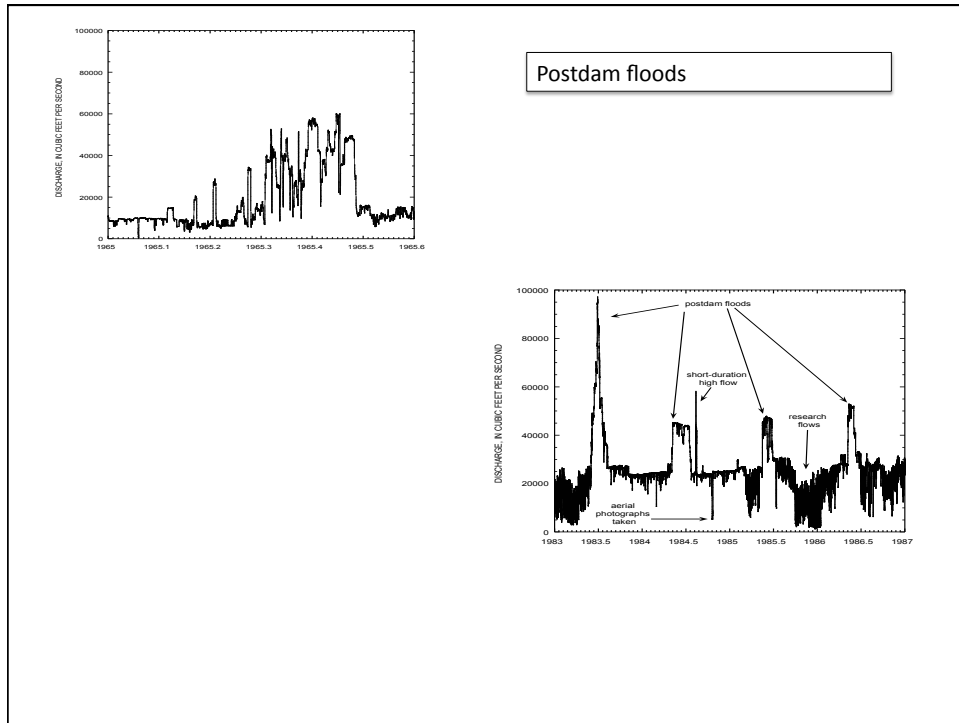 100000
80000
60000
40000
20000
0
DISCHARGE, IN CUBIC FEET PER SECOND
1965 1965.1 1965.2 1965.3 1965.4 1965.5 1965.6
Postdam floods
100000
80000
60000
40000
20000
0
DISCHARGE, IN CUBIC FEET PER SECOND
postdam floods
short-duration
high flow
research
flows
aerial
photographs
taken
1983 1983.5 1984 1984.5 1985 1985.5 1986 1986.5 1987